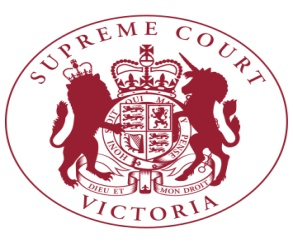 SUPREME COURT
HONI SOIT QUI MAL Y PENSE
DIEU ET MON DROIT
VICTORIA